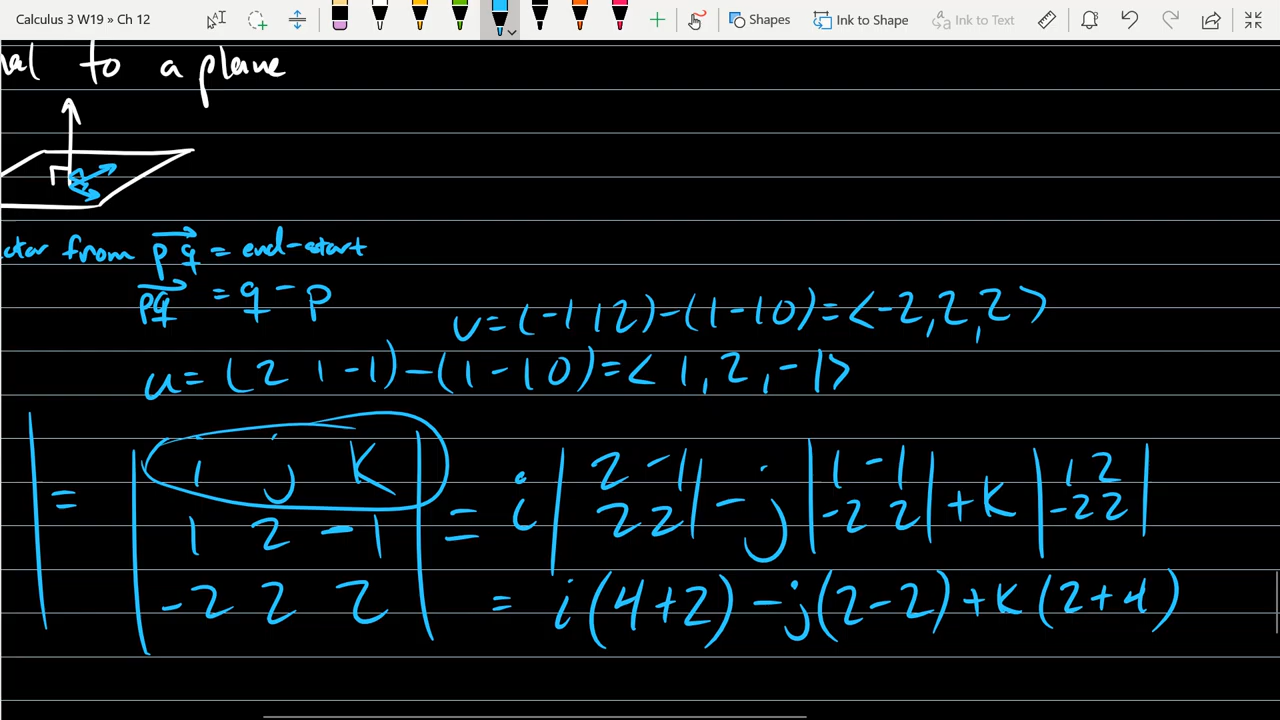 Calculus 3 W19 » Ch 12
Shapes
Ink to Shape
Ink to Text
to a plane
from pq = end-start
pq = q - p
v = (-1 1 2) - (1 -1 0) = <-2, 2, 2>
u = (2 1 -1) - (1 -1 0) = <1, 2, -1>
| = | i j k | = i | 2 -1 | - j | 1 -1 | + k | 1 2 |
| 1 2 -1 | | 2 2 | | -2 2 | | -2 2 |
| -2 2 2 | = i(4+2) - j(2-2) + k(2+4)